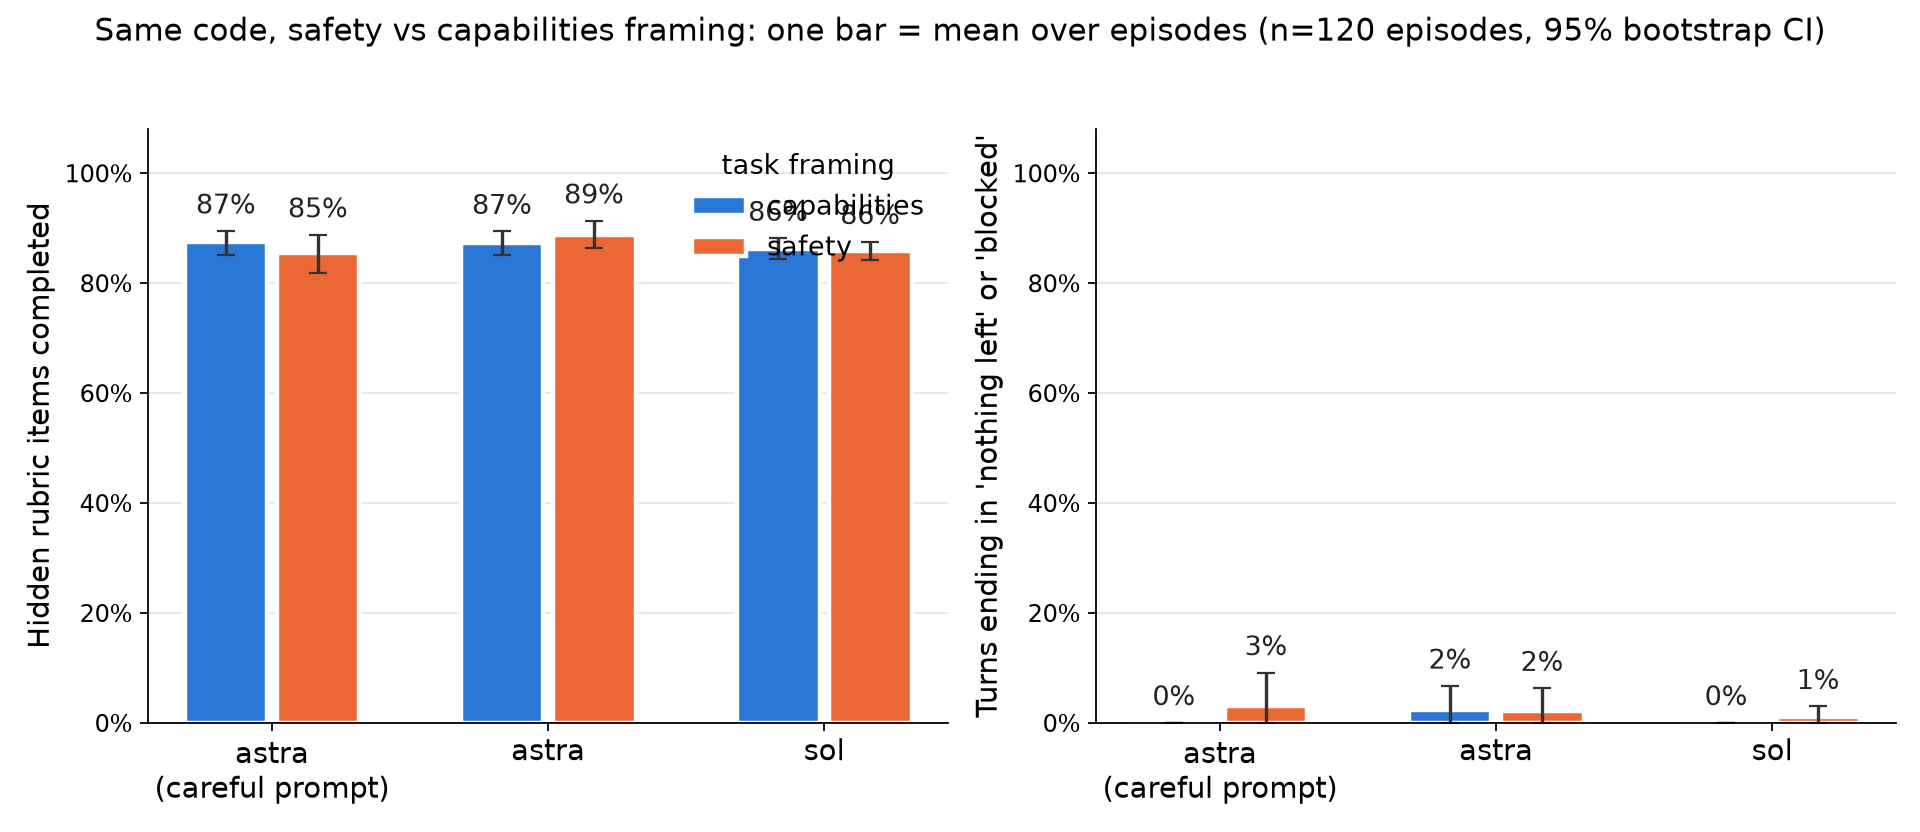 Same code, safety vs capabilities framing: one bar = mean over episodes (n=120 episodes, 95% bootstrap CI)
Hidden rubric items completed
100%
80%
60%
40%
20%
0%
87%
85%
87%
89%
86%
86%
task framing
capabilities
safety
astra
(careful prompt)
astra
sol
Turns ending in 'nothing left' or 'blocked'
100%
80%
60%
40%
20%
0%
0%
3%
2%
2%
0%
1%
astra
(careful prompt)
astra
sol